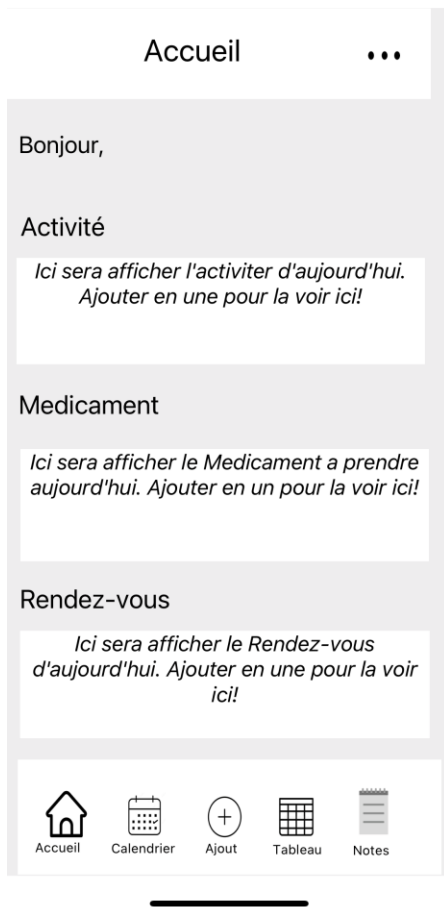 Accueil
Bonjour,
Activité
Ici sera afficher l'activiter d'aujourd'hui.
Ajouter en une pour la voir ici!
Medicament
Ici sera afficher le Medicament a prendre
aujourd'hui. Ajouter en un pour la voir ici!
Rendez-vous
Ici sera afficher le Rendez-vous
d'aujourd'hui. Ajouter en une pour la voir
ici!
Accueil Calendrier Ajout Tableau Notes